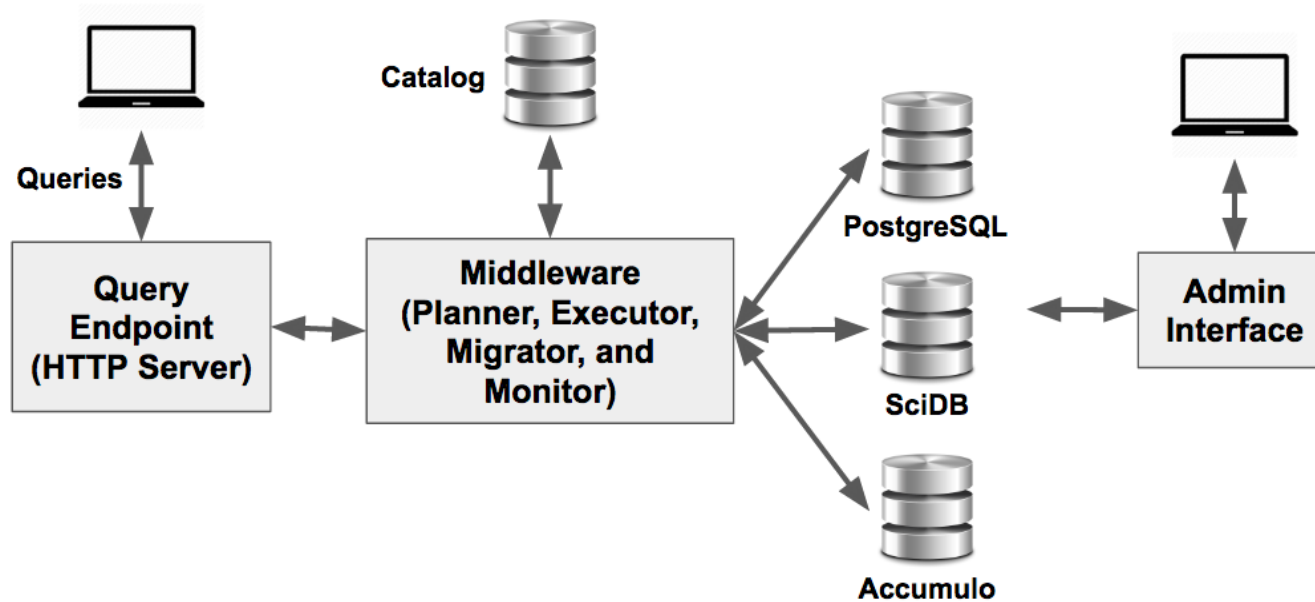 Catalog
Queries
Query
Endpoint
(HTTP Server)
Middleware
(Planner, Executor,
Migrator, and
Monitor)
PostgreSQL
SciDB
Accumulo
Admin
Interface